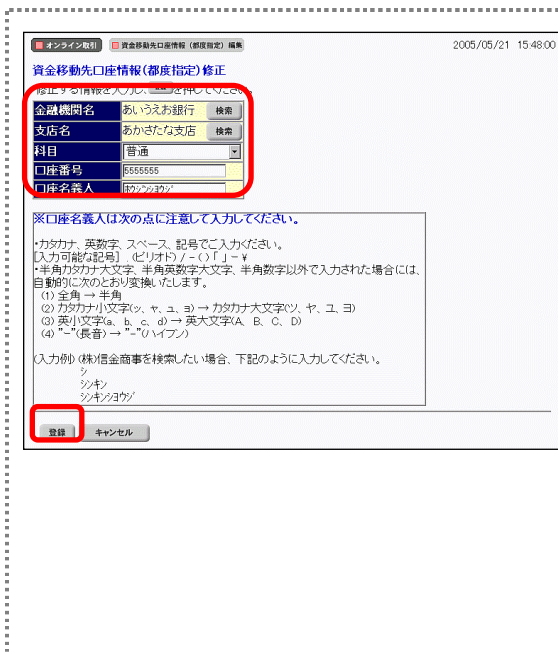 オンライン取引 資金移動先口座情報(都度指定)編集 2005/05/21 15:48:00
資金移動先口座情報(都度指定)修正
修正する情報を入力し、 を押してください。
金融機関名 あいうえお銀行 検索
支店名 あかさたな支店 検索
科目 普通
口座番号 5555555
口座名義人 ホウシンショウジ
※口座名義人は次の点に注意して入力してください。
・カタカナ、英数字、スペース、記号でご入力ください。
[入力可能な記号] .(ピリオド) / - ( ) 「 」 ~ ¥
・半角カタカナ大文字、半角英数字大文字、半角数字以外で入力された場合には、
自動的に次のとおり変換いたします。
(1) 全角 → 半角
(2) カタカナ小文字(ッ、ャ、ュ、ョ) → カタカナ大文字(ツ、ヤ、ユ、ヨ)
(3) 英小文字(a、b、c、d) → 英大文字(A、B、C、D)
(4) "ー"(長音) → "-"(ハイフン)
(入力例) (株)信金商事を検索したい場合、下記のように入力してください。
シ
シンキン
シンキンショウジ
登録 キャンセル